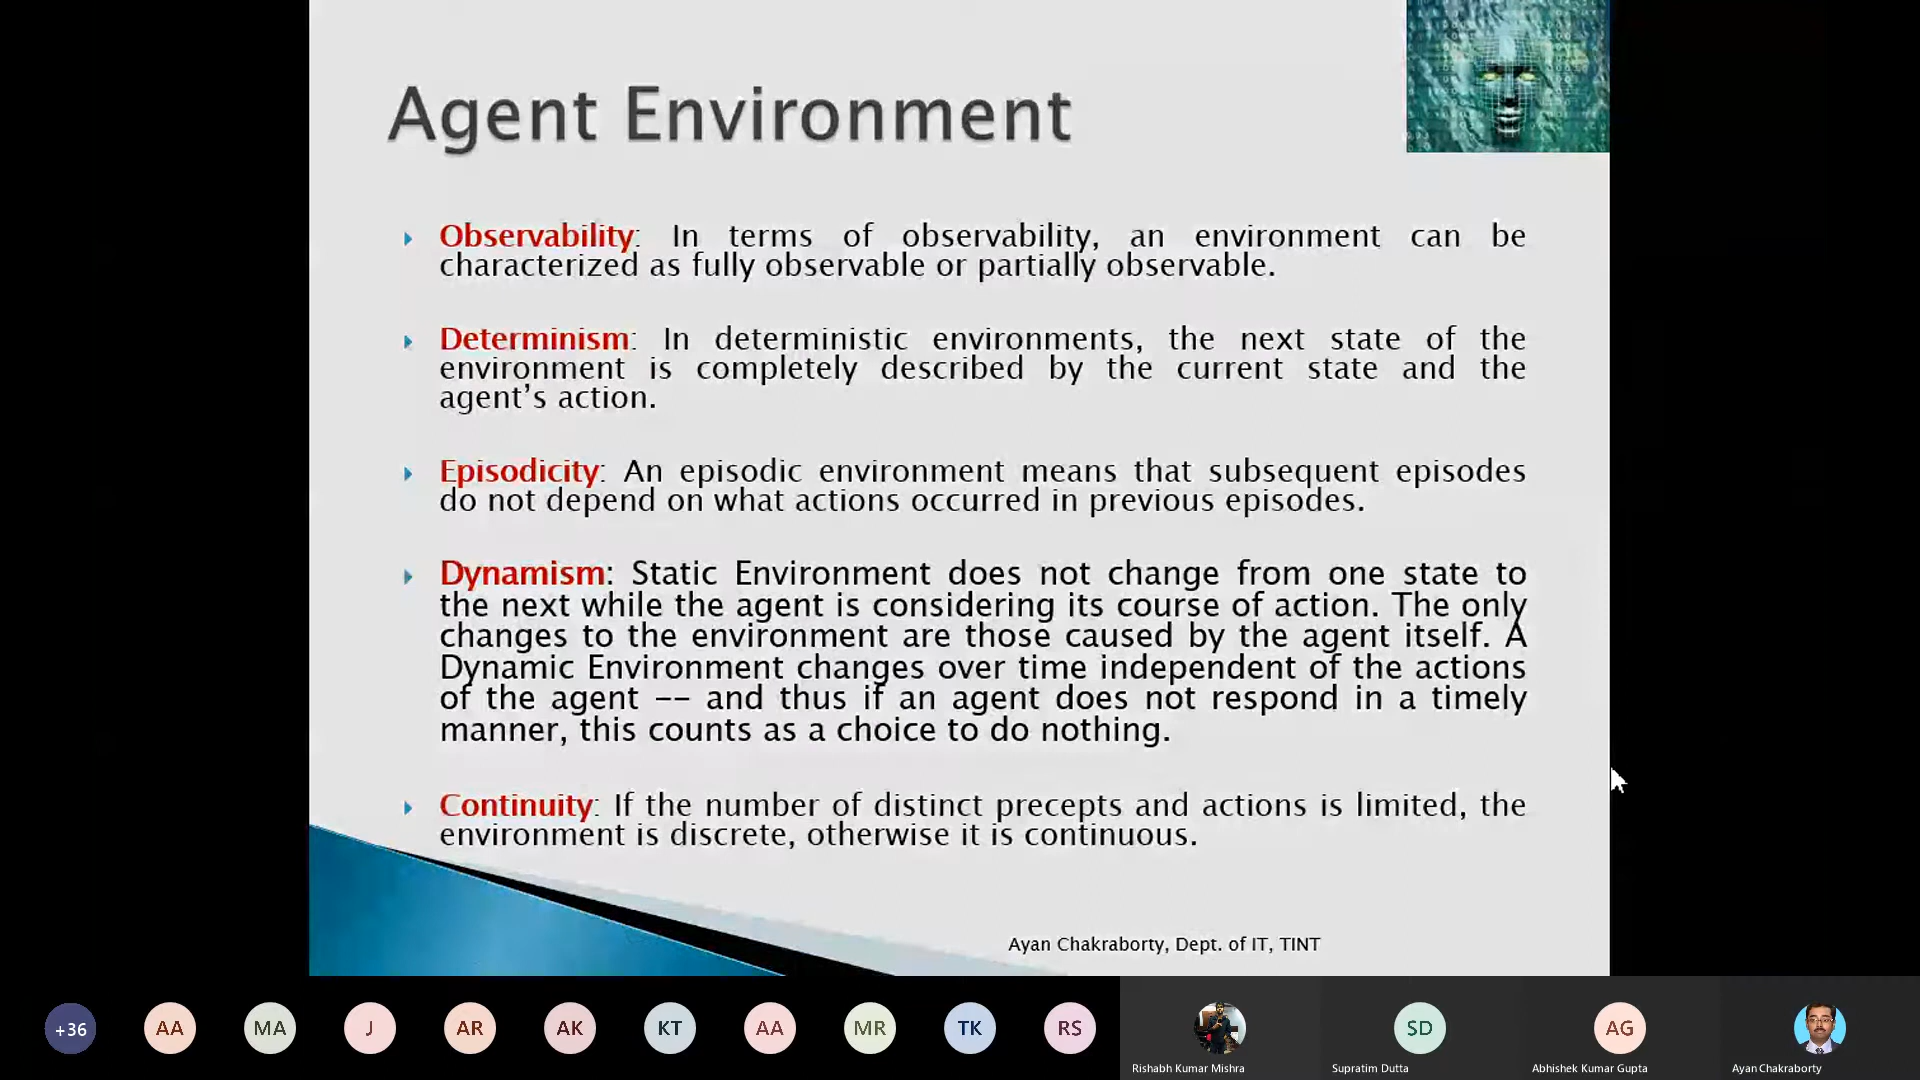 Agent Environment
Observability: In terms of observability, an environment can be
characterized as fully observable or partially observable.
Determinism: In deterministic environments, the next state of the
environment is completely described by the current state and the
agent’s action.
Episodicity: An episodic environment means that subsequent episodes
do not depend on what actions occurred in previous episodes.
Dynamism: Static Environment does not change from one state to
the next while the agent is considering its course of action. The only
changes to the environment are those caused by the agent itself. A
Dynamic Environment changes over time independent of the actions
of the agent -- and thus if an agent does not respond in a timely
manner, this counts as a choice to do nothing.
Continuity: If the number of distinct precepts and actions is limited, the
environment is discrete, otherwise it is continuous.
Ayan Chakraborty, Dept. of IT, TINT
+36 AA MA J AR AK KT AA MR TK RS SD AG
Rishabh Kumar Mishra Supratim Dutta Abhishek Kumar Gupta Ayan Chakraborty